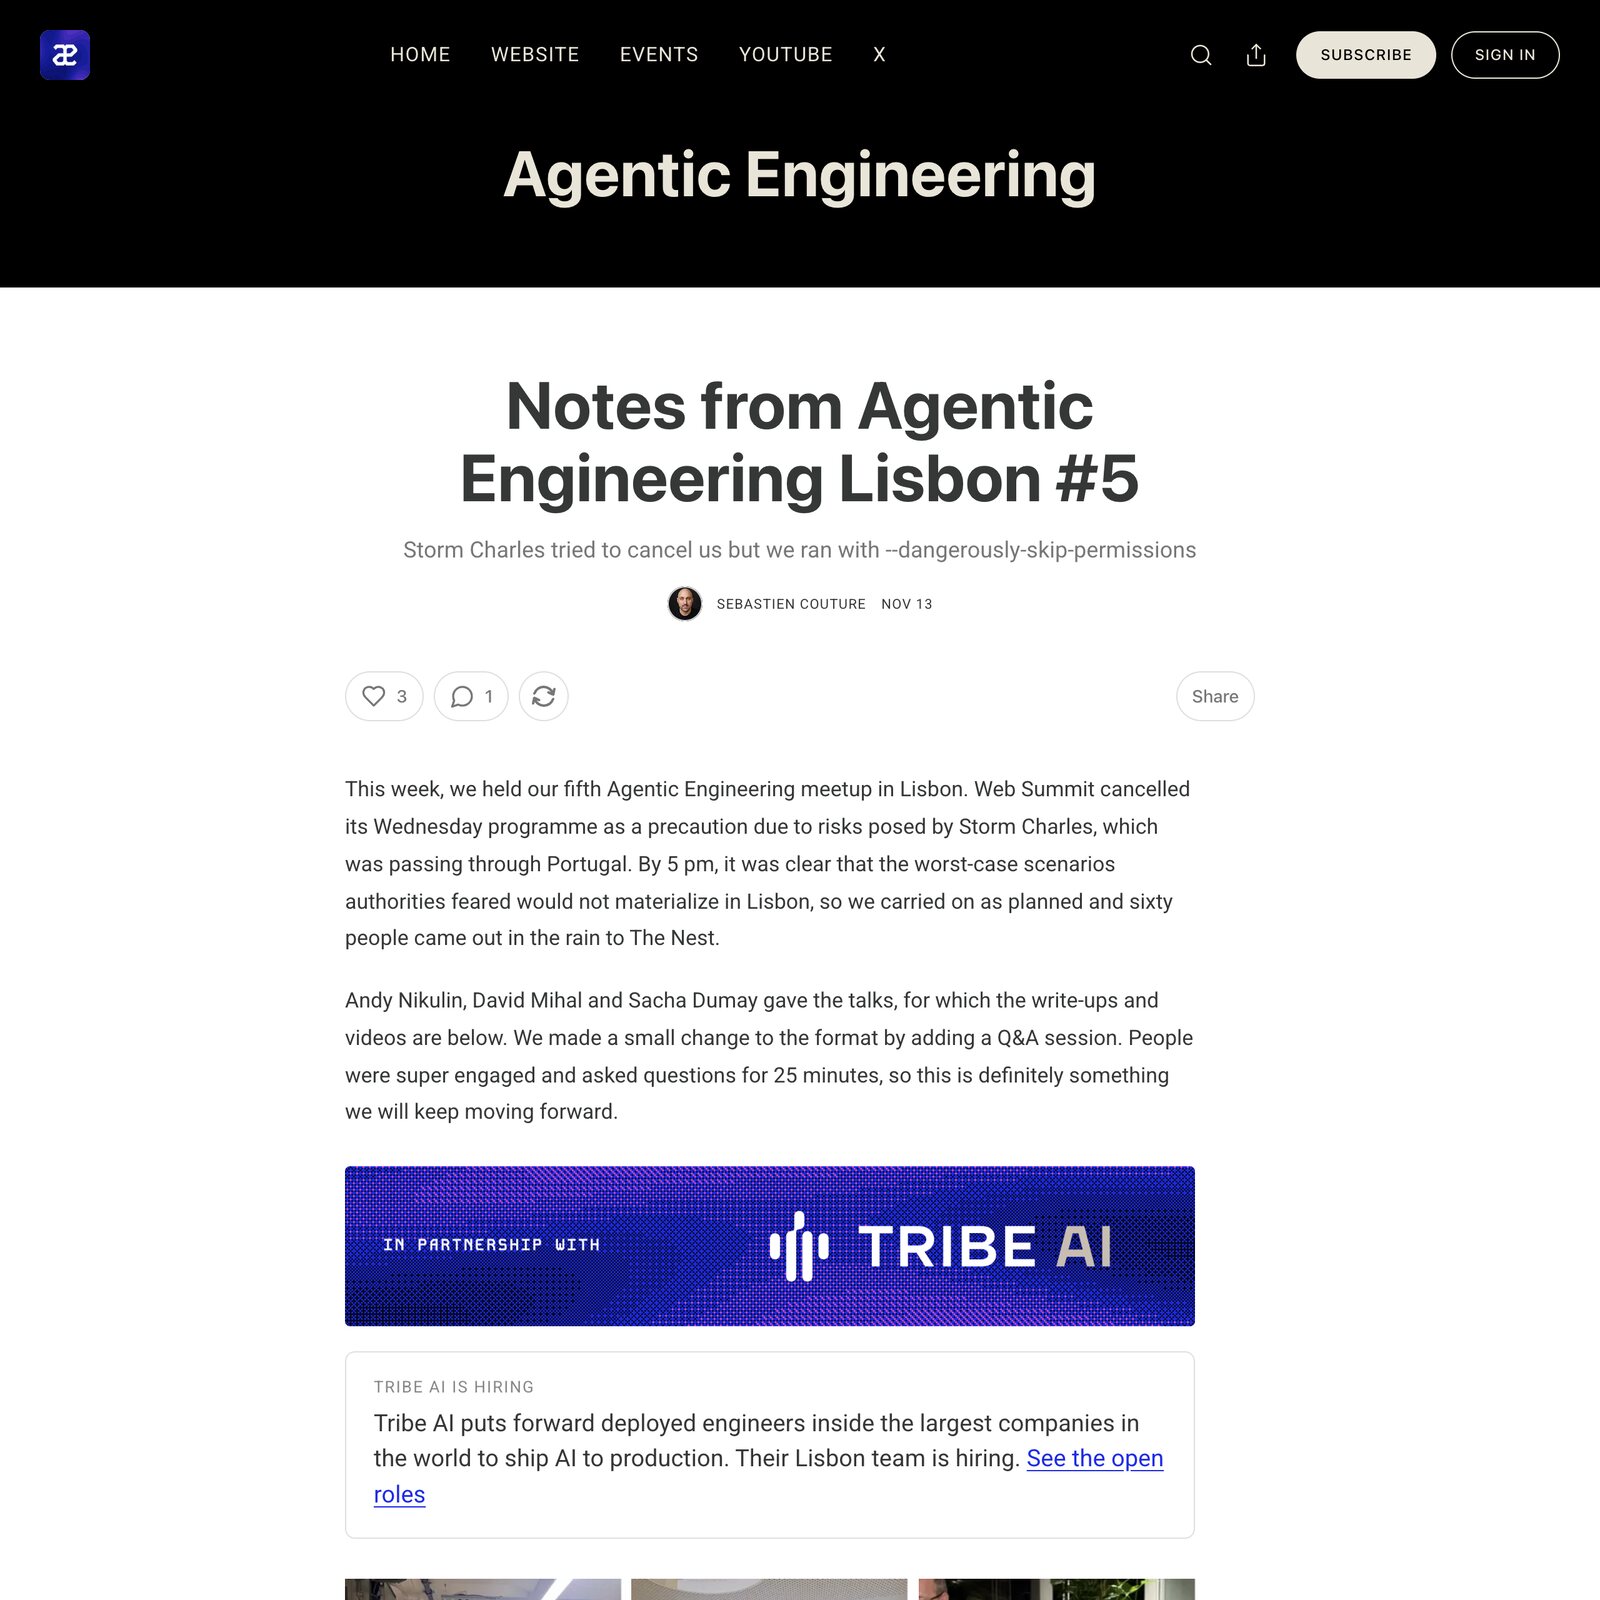 æ
HOME WEBSITE EVENTS YOUTUBE X
SUBSCRIBE SIGN IN
Agentic Engineering
Notes from Agentic
Engineering Lisbon #5
Storm Charles tried to cancel us but we ran with --dangerously-skip-permissions
SEBASTIEN COUTURE NOV 13
3 1 Share
This week, we held our fifth Agentic Engineering meetup in Lisbon. Web Summit cancelled
its Wednesday programme as a precaution due to risks posed by Storm Charles, which
was passing through Portugal. By 5 pm, it was clear that the worst-case scenarios
authorities feared would not materialize in Lisbon, so we carried on as planned and sixty
people came out in the rain to The Nest.
Andy Nikulin, David Mihal and Sacha Dumay gave the talks, for which the write-ups and
videos are below. We made a small change to the format by adding a Q&A session. People
were super engaged and asked questions for 25 minutes, so this is definitely something
we will keep moving forward.
IN PARTNERSHIP WITH TRIBE AI
TRIBE AI IS HIRING
Tribe AI puts forward deployed engineers inside the largest companies in
the world to ship AI to production. Their Lisbon team is hiring. See the open
roles